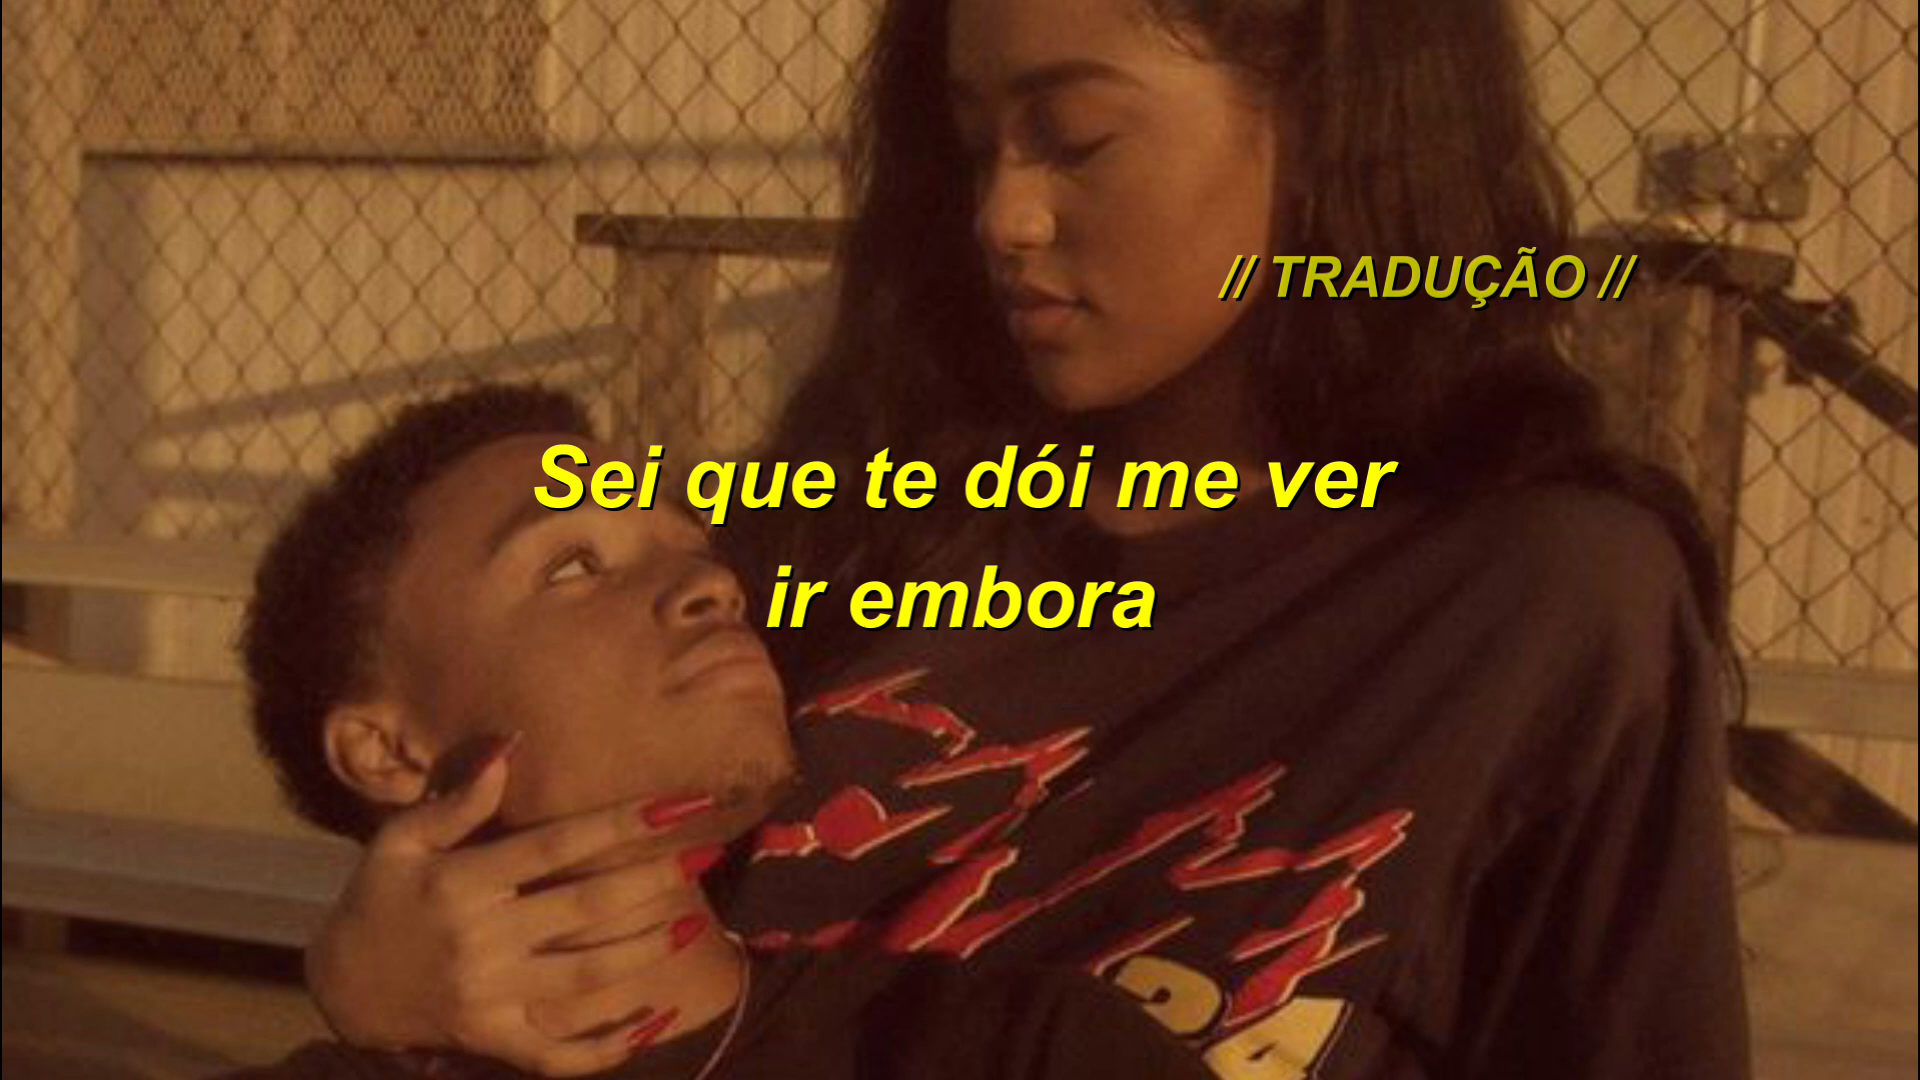 // TRADUÇÃO //
Sei que te dói me ver
ir embora